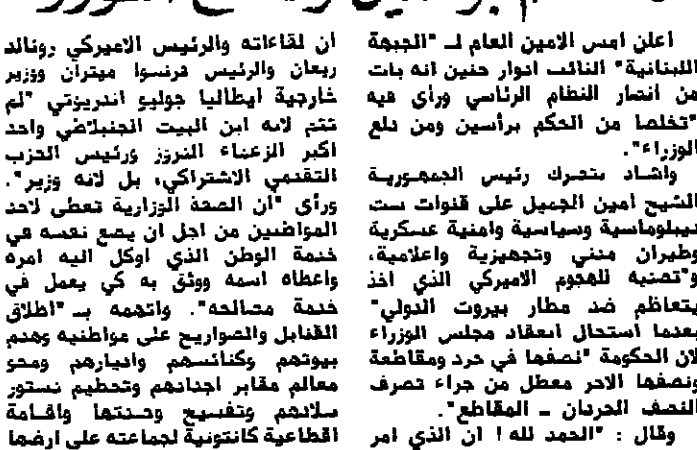 اعلن امس الامين العام لـ "الجبهة
اللبنانية" النائب ادوار حنين انه بات
من انصار النظام الرئاسي ورأى فيه
"تخلصا من الحكم برأسين ومن دلع
الوزراء".
واشاد بتحرك رئيس الجمهورية
الشيخ امين الجميل على قنوات ست
ديبلوماسية وسياسية وامنية عسكرية
وطيران مدني وتجهيزية واعلامية،
و"تصديه للهجوم الاميركي الذي اخذ
يتعاظم ضد مطار بيروت الدولي"
بعدما استحال انعقاد مجلس الوزراء
لان الحكومة "نصفها في حرد ومقاطعة
ونصفها الاخر معطل من جراء تصرف
النصف الحردان - المقاطع".
وقال : "الحمد لله ! ان الذي امر
ان لقاءاته والرئيس الاميركي رونالد
ريغان والرئيس فرنسوا ميتران ووزير
خارجية ايطاليا جوليو اندريوتي "لم
تتم لانه ابن البيت الجنبلاطي واحد
اكبر الزعماء الدروز ورئيس الحزب
التقدمي الاشتراكي، بل لانه وزير".
ورأى "ان الصفة الوزارية تعطى لاحد
المواطنين من اجل ان يضع نفسه في
خدمة الوطن الذي اوكل اليه امره
واعطاه اسمه ووثق به كي يعمل في
خدمة مصالحه". واتهمه بـ "اطلاق
القنابل والصواريخ على مواطنيه وهدم
بيوتهم وكنائسهم واديارهم ومحو
معالم مقابر اجدادهم وتحطيم دستور
بلادهم وتفسيخ وحدتها واقامة
اقطاعية كانتونية لجماعته على ارضها